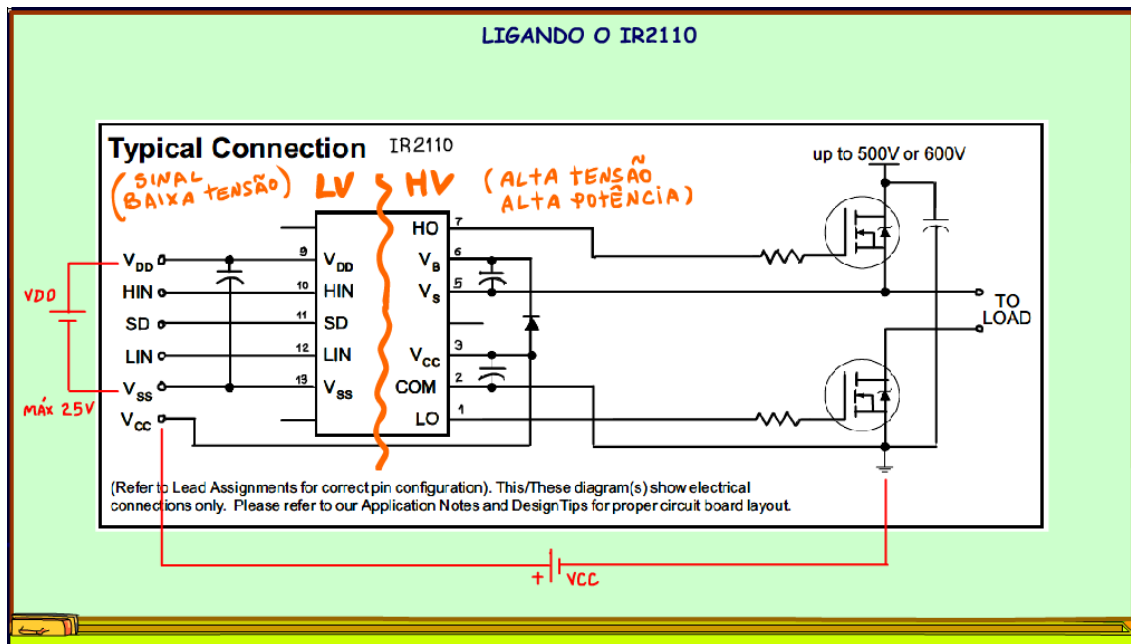 LIGANDO O IR2110
Typical Connection IR2110
(SINAL BAIXA TENSÃO) LV HV (ALTA TENSÃO ALTA POTÊNCIA)
up to 500V or 600V
HO 7
VDD 9 VDD VB 6
HIN 10 HIN VS 5
VDD
SD 11 SD
TO LOAD
LIN 12 LIN VCC 3
VSS 13 VSS COM 2
MÁX 25V
VCC LO 1
(Refer to Lead Assignments for correct pin configuration). This/These diagram(s) show electrical
connections only. Please refer to our Application Notes and DesignTips for proper circuit board layout.
+ VCC